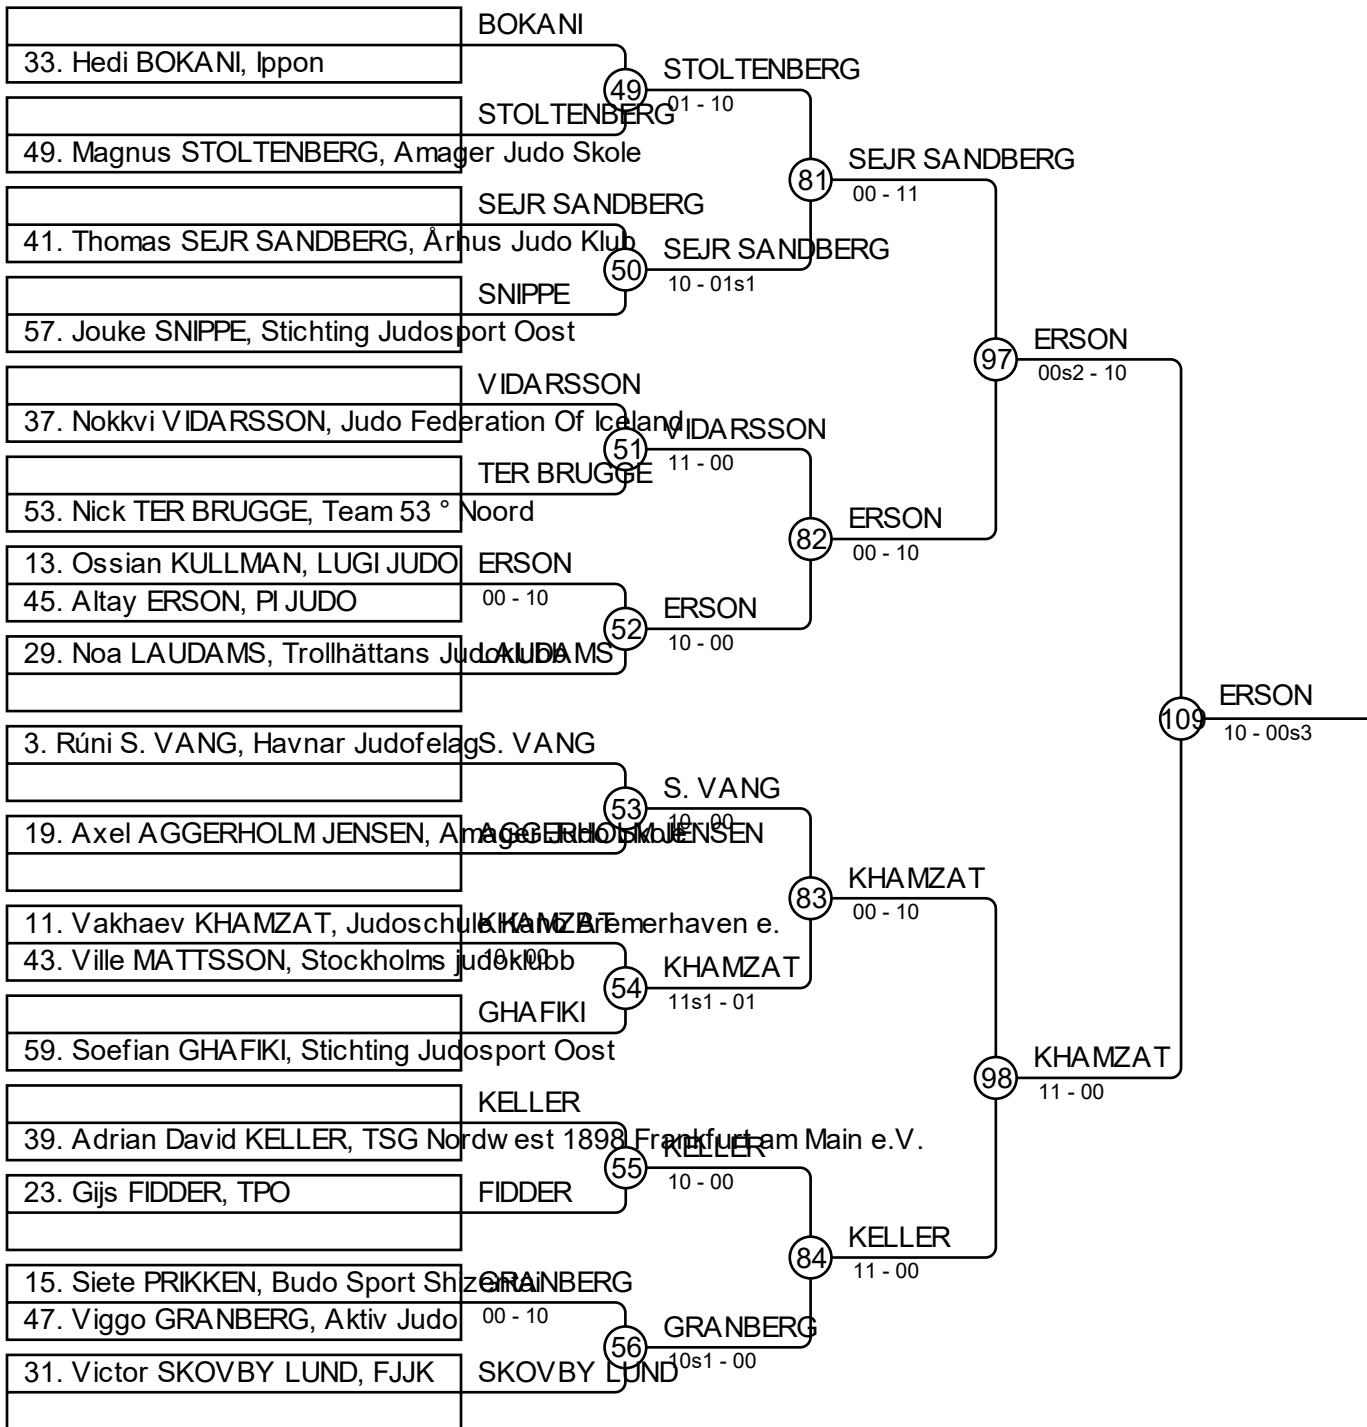 BOKANI
33. Hedi BOKANI, Ippon
49
STOLTENBERG
01 - 10
STOLTENBERG
49. Magnus STOLTENBERG, Amager Judo Skole
81
SEJR SANDBERG
00 - 11
SEJR SANDBERG
41. Thomas SEJR SANDBERG, Århus Judo Klub
50
SEJR SANDBERG
10 - 01s1
SNIPPE
57. Jouke SNIPPE, Stichting Judosport Oost
97
ERSON
00s2 - 10
VIDARSSON
37. Nokkvi VIDARSSON, Judo Federation Of Iceland
51
VIDARSSON
11 - 00
TER BRUGGE
53. Nick TER BRUGGE, Team 53 ° Noord
82
ERSON
00 - 10
13. Ossian KULLMAN, LUGI JUDO
ERSON
00 - 10
45. Altay ERSON, PI JUDO
52
ERSON
10 - 00
29. Noa LAUDAMS, Trollhättans Judoklubb
LAUDAMS
109
ERSON
10 - 00s3
3. Rúni S. VANG, Havnar Judofelag
S. VANG
53
S. VANG
10 - 00
19. Axel AGGERHOLM JENSEN, Amager Judo Skole
AGGERHOLM JENSEN
83
KHAMZAT
00 - 10
11. Vakhaev KHAMZAT, Judoschule Kano Bremerhaven e.
KHAMZAT
10 - 00
43. Ville MATTSSON, Stockholms judoklubb
54
KHAMZAT
11s1 - 01
GHAFIKI
59. Soefian GHAFIKI, Stichting Judosport Oost
98
KHAMZAT
11 - 00
KELLER
39. Adrian David KELLER, TSG Nordwest 1898 Frankfurt am Main e.V.
55
KELLER
10 - 00
23. Gijs FIDDER, TPO
FIDDER
84
KELLER
11 - 00
15. Siete PRIKKEN, Budo Sport Shizentai
GRANBERG
00 - 10
47. Viggo GRANBERG, Aktiv Judo
56
GRANBERG
10s1 - 00
31. Victor SKOVBY LUND, FJJK
SKOVBY LUND